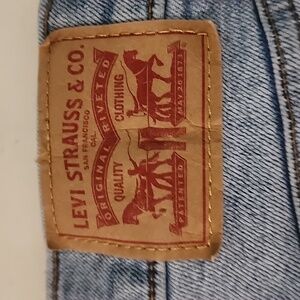 LEVI STRAUSS & CO.
SAN FRANCISCO
CAL.
ORIGINAL RIVETED
QUALITY CLOTHING
PATENTED MAY 20 1873